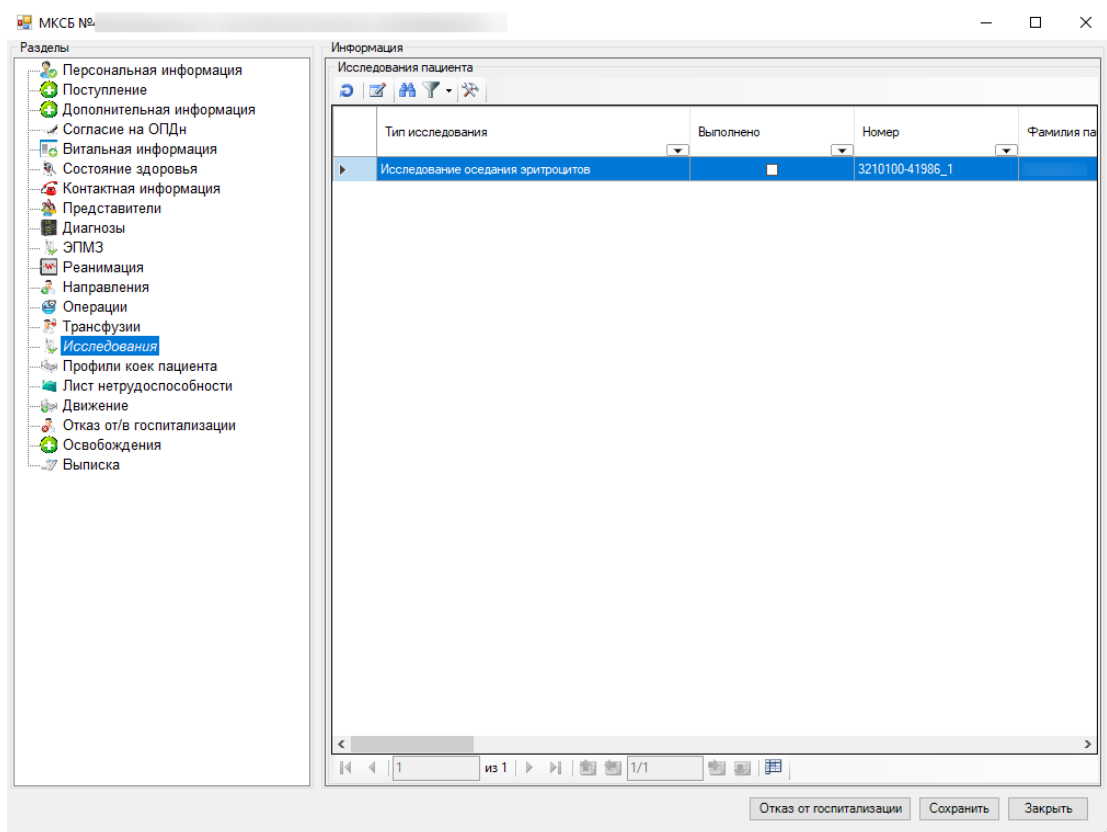 МКСБ №
Разделы
Персональная информация
Поступление
Дополнительная информация
Согласие на ОПДн
Витальная информация
Состояние здоровья
Контактная информация
Представители
Диагнозы
ЭПМЗ
Реанимация
Направления
Операции
Трансфузии
Исследования
Профили коек пациента
Лист нетрудоспособности
Движение
Отказ от/в госпитализации
Освобождения
Выписка
Информация
Исследования пациента
Тип исследования Выполнено Номер Фамилия па
Исследование оседания эритроцитов 3210100-41986_1
1 из 1 1/1
Отказ от госпитализации Сохранить Закрыть